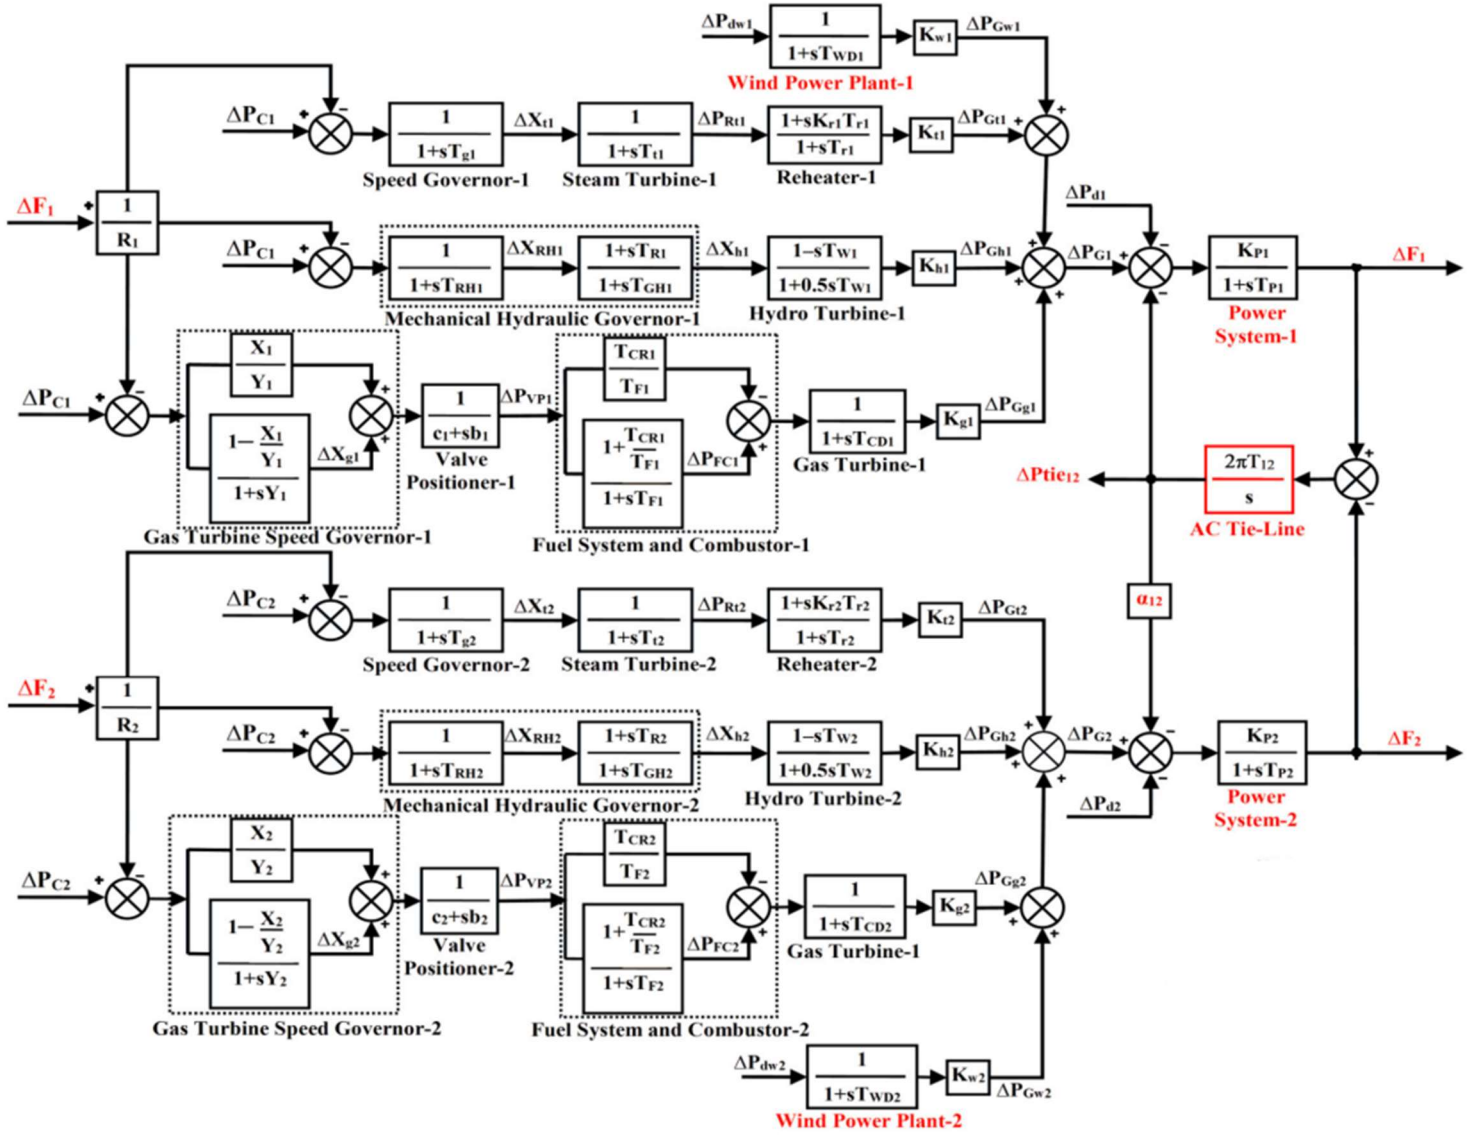 ΔPdw1
1
1+sTWD1
Kw1
ΔPGw1
Wind Power Plant-1
ΔPC1
+
−
1
1+sTg1
ΔXt1
1
1+sTt1
ΔPRt1
1+sKr1Tr1
1+sTr1
Kt1
ΔPGt1
+
+
Speed Governor-1
Steam Turbine-1
Reheater-1
ΔF1
+
1
R1
ΔPC1
+
−
1
1+sTRH1
ΔXRH1
1+sTR1
1+sTGH1
ΔXh1
1−sTW1
1+0.5sTW1
Kh1
ΔPGh1
+
+
+
ΔPG1
+
ΔPd1
−
−
KP1
1+sTP1
ΔF1
Mechanical Hydraulic Governor-1
Hydro Turbine-1
Power
System-1
ΔPC1
+
−
X1
Y1
1−X1
Y1
1+sY1
ΔXg1
+
+
1
c1+sb1
ΔPVP1
Valve
Positioner-1
TCR1
TF1
1+TCR1
TF1
1+sTF1
ΔPFC1
−
+
1
1+sTCD1
Kg1
ΔPGg1
Gas Turbine-1
Gas Turbine Speed Governor-1
Fuel System and Combustor-1
ΔPtie12
2πT12
s
+
−
AC Tie-Line
α12
ΔPC2
+
−
1
1+sTg2
ΔXt2
1
1+sTt2
ΔPRt2
1+sKr2Tr2
1+sTr2
Kt2
ΔPGt2
Speed Governor-2
Steam Turbine-2
Reheater-2
ΔF2
+
1
R2
ΔPC2
+
−
1
1+sTRH2
ΔXRH2
1+sTR2
1+sTGH2
ΔXh2
1−sTW2
1+0.5sTW2
Kh2
ΔPGh2
+
+
+
ΔPG2
+
−
−
ΔPd2
KP2
1+sTP2
ΔF2
Mechanical Hydraulic Governor-2
Hydro Turbine-2
Power
System-2
ΔPC2
+
−
X2
Y2
1−X2
Y2
1+sY2
ΔXg2
+
+
1
c2+sb2
ΔPVP2
Valve
Positioner-2
TCR2
TF2
1+TCR2
TF2
1+sTF2
ΔPFC2
−
+
1
1+sTCD2
Kg2
ΔPGg2
+
+
Gas Turbine-1
Gas Turbine Speed Governor-2
Fuel System and Combustor-2
ΔPdw2
1
1+sTWD2
Kw2
ΔPGw2
Wind Power Plant-2